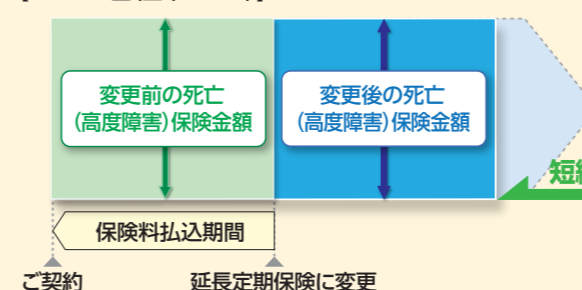 変更前の死亡
(高度障害)保険金額
変更後の死亡
(高度障害)保険金額
保険料払込期間
ご契約
延長定期保険に変更